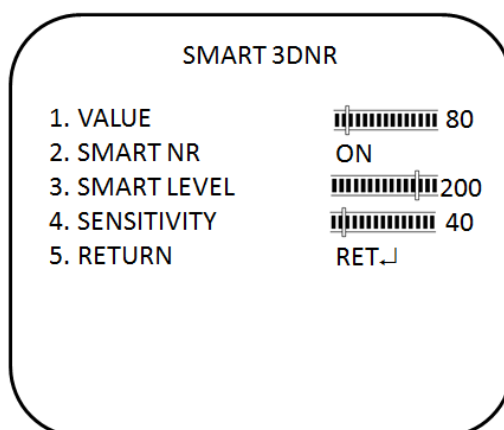 SMART 3DNR
1. VALUE 80
2. SMART NR ON
3. SMART LEVEL 200
4. SENSITIVITY 40
5. RETURN RET↵